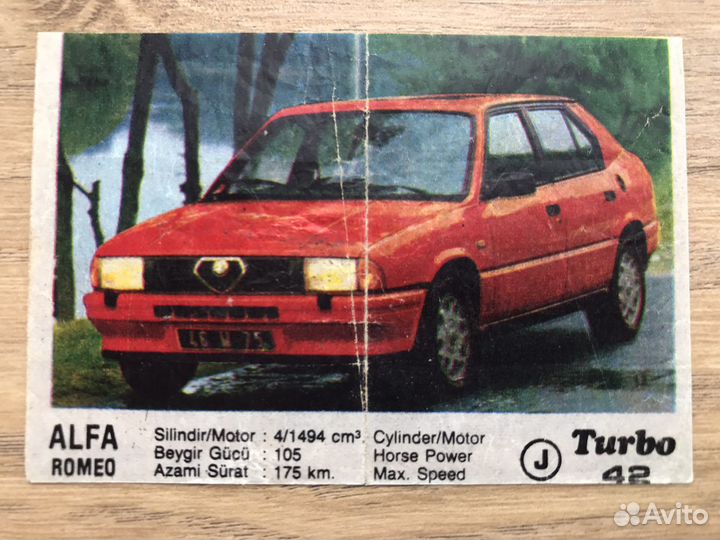 ALFA
ROMEO
Silindir/Motor : 4/1494 cm³. Cylinder/Motor
Beygir Gücü : 105 Horse Power
Azami Sürat : 175 km. Max. Speed
J
Turbo
42
Avito